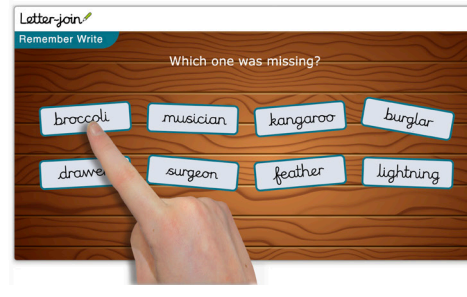 Letter-join
Remember Write
Which one was missing?
broccoli musician kangaroo burglar
surgeon feather lightning